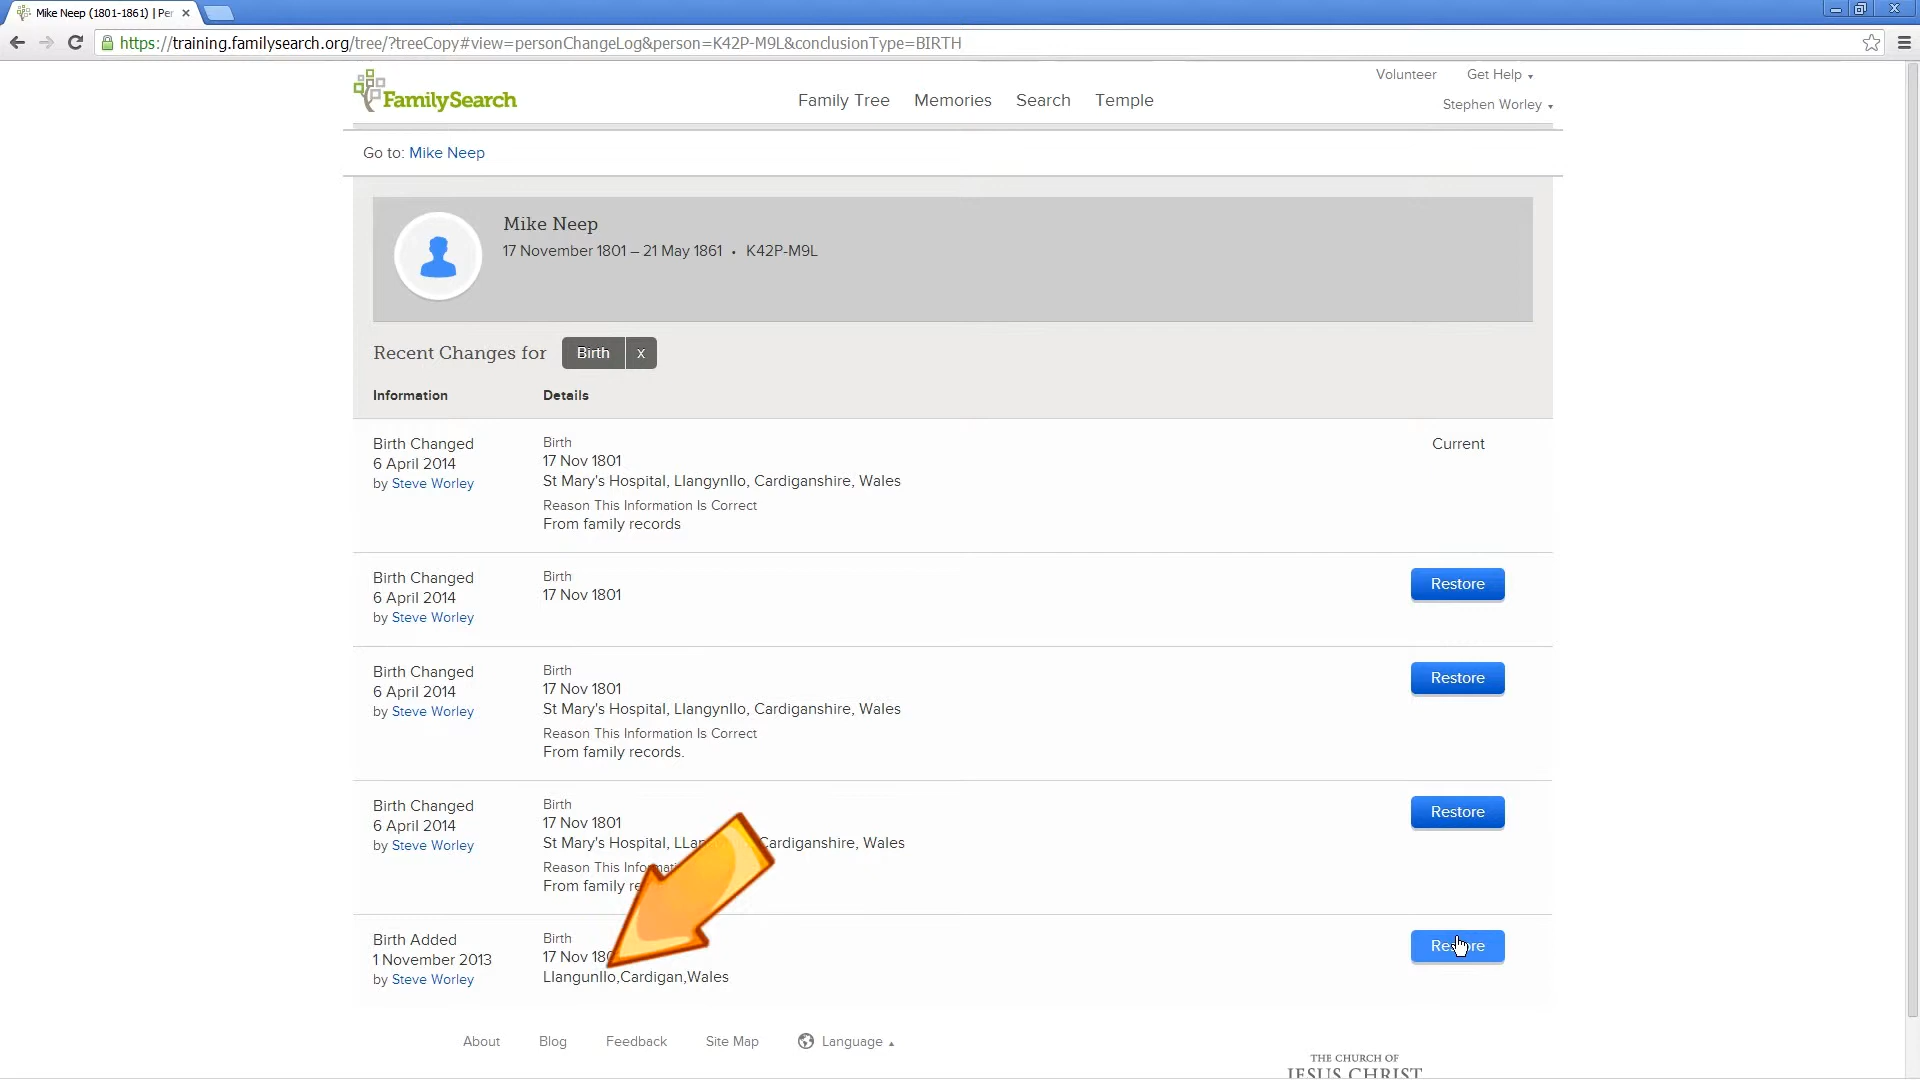 Mike Neep (1801-1861) | Per
https://training.familysearch.org/tree/?treeCopy#view=personChangeLog&person=K42P-M9L&conclusionType=BIRTH
FamilySearch
Family Tree Memories Search Temple
Volunteer Get Help
Stephen Worley
Go to: Mike Neep
Mike Neep
17 November 1801 – 21 May 1861 • K42P-M9L
Recent Changes for Birth x
Information Details
Birth Changed
6 April 2014
by Steve Worley
Birth
17 Nov 1801
St Mary's Hospital, Llangynllo, Cardiganshire, Wales
Reason This Information Is Correct
From family records
Current
Birth Changed
6 April 2014
by Steve Worley
Birth
17 Nov 1801
Restore
Birth Changed
6 April 2014
by Steve Worley
Birth
17 Nov 1801
St Mary's Hospital, Llangynllo, Cardiganshire, Wales
Reason This Information Is Correct
From family records.
Restore
Birth Changed
6 April 2014
by Steve Worley
Birth
17 Nov 1801
St Mary's Hospital, Cardiganshire, Wales
Reason This
From family
Restore
Birth Added
1 November 2013
by Steve Worley
Birth
17 Nov
Llangunllo,Cardigan,Wales
Restore
About Blog Feedback Site Map Language
THE CHURCH OF
JESUS CHRIST